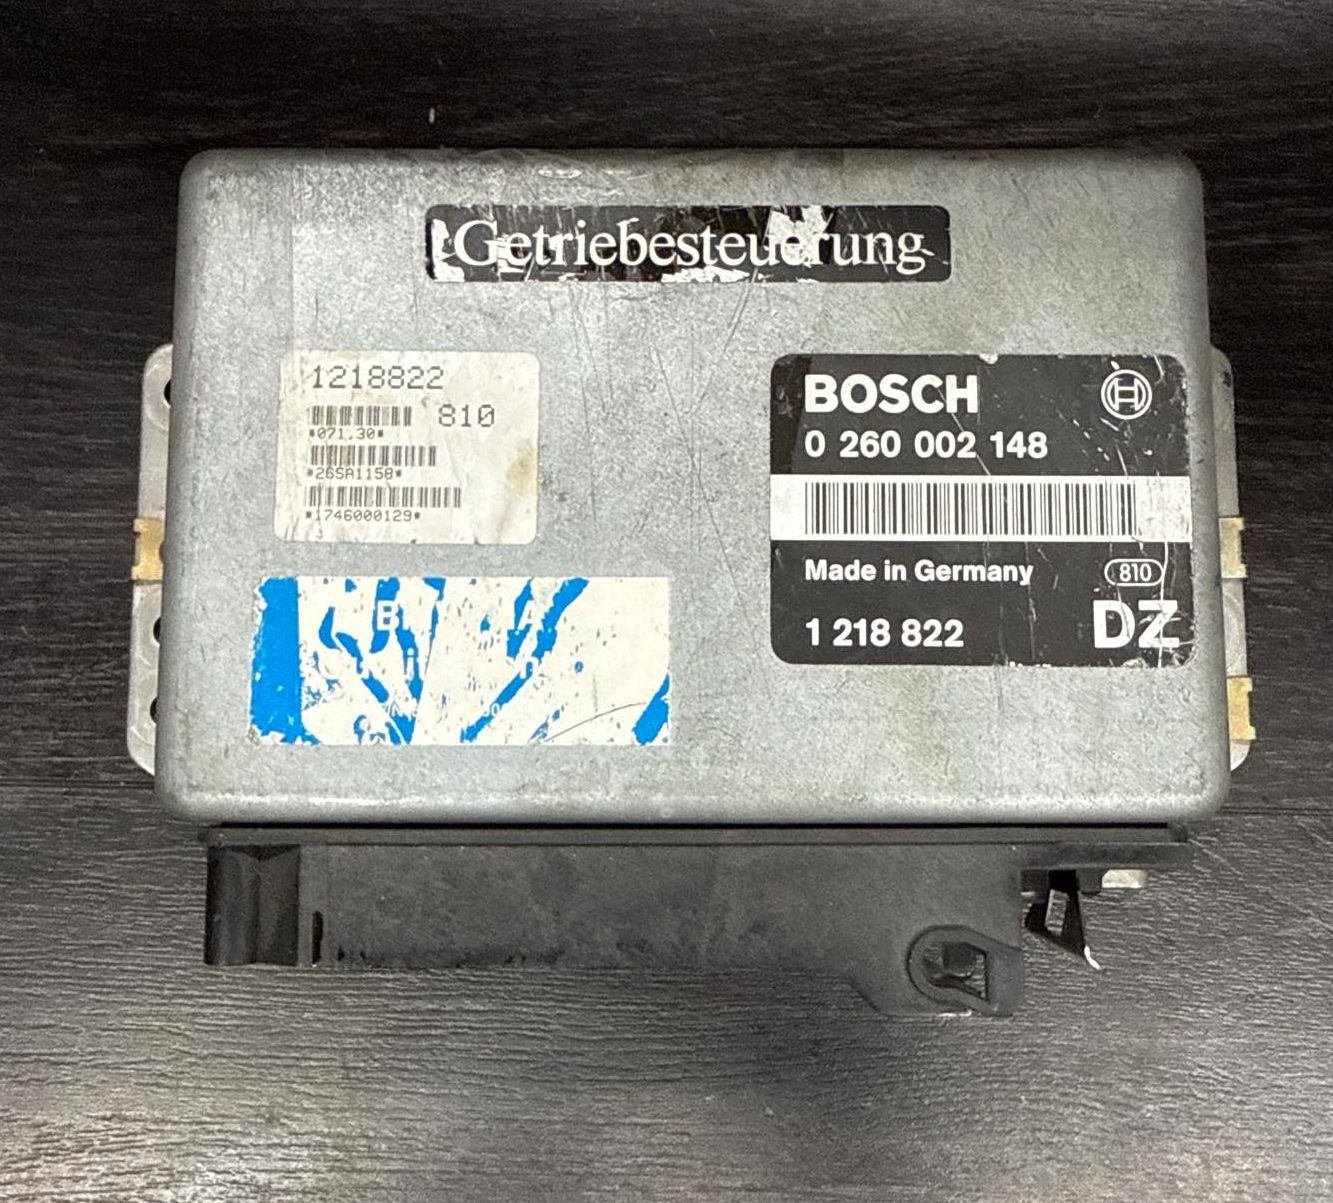 Getriebesteuerung
1218822
810
*071.30*
*26SA1158*
*1746000129*
BOSCH
0 260 002 148
Made in Germany
810
1 218 822
DZ